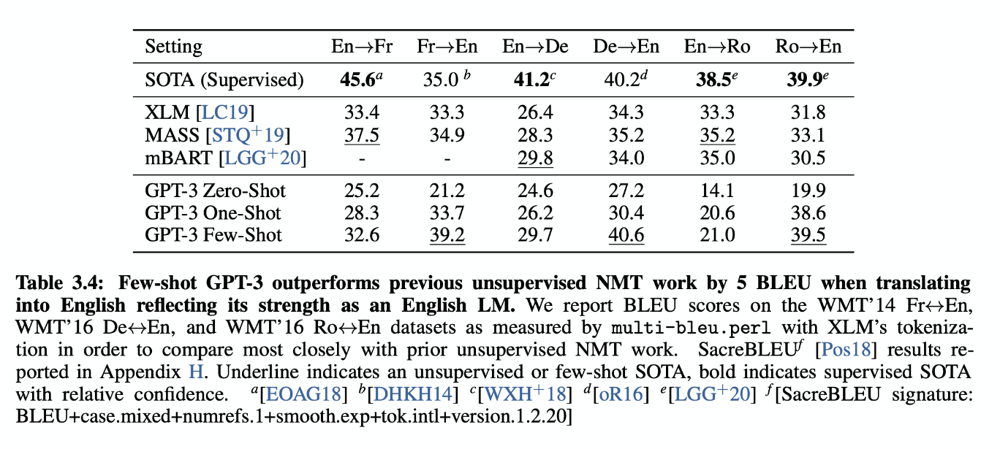 Setting En→Fr Fr→En En→De De→En En→Ro Ro→En
SOTA (Supervised) 45.6a 35.0 b 41.2c 40.2d 38.5e 39.9e
XLM [LC19] 33.4 33.3 26.4 34.3 33.3 31.8
MASS [STQ+19] 37.5 34.9 28.3 35.2 35.2 33.1
mBART [LGG+20] - - 29.8 34.0 35.0 30.5
GPT-3 Zero-Shot 25.2 21.2 24.6 27.2 14.1 19.9
GPT-3 One-Shot 28.3 33.7 26.2 30.4 20.6 38.6
GPT-3 Few-Shot 32.6 39.2 29.7 40.6 21.0 39.5
Table 3.4: Few-shot GPT-3 outperforms previous unsupervised NMT work by 5 BLEU when translating
into English reflecting its strength as an English LM. We report BLEU scores on the WMT’14 Fr↔En,
WMT’16 De↔En, and WMT’16 Ro↔En datasets as measured by multi-bleu.perl with XLM’s tokeniza-
tion in order to compare most closely with prior unsupervised NMT work. SacreBLEUf [Pos18] results re-
ported in Appendix H. Underline indicates an unsupervised or few-shot SOTA, bold indicates supervised SOTA
with relative confidence. a[EOAG18] b[DHKH14] c[WXH+18] d[oR16] e[LGG+20] f[SacreBLEU signature:
BLEU+case.mixed+numrefs.1+smooth.exp+tok.intl+version.1.2.20]